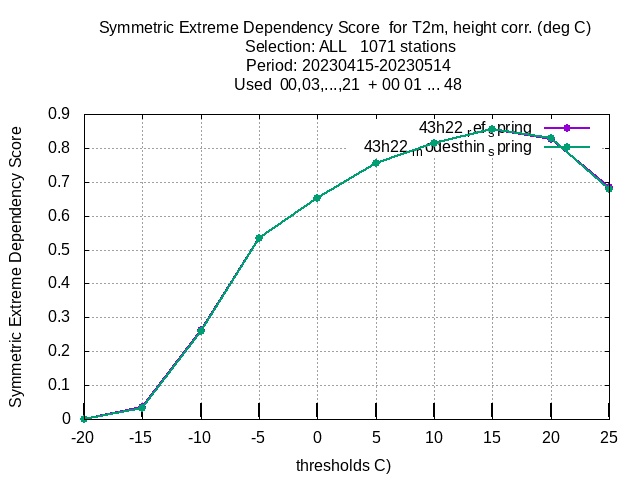 Symmetric Extreme Dependency Score for T2m, height corr. (deg C)
Selection: ALL 1071 stations
Period: 20230415-20230514
Used 00,03,...,21 + 00 01 ... 48
Symmetric Extreme Dependency Score
0.9
0.8
0.7
0.6
0.5
0.4
0.3
0.2
0.1
0
43h22_ref_spring
43h22_modesthin_spring
-20 -15 -10 -5 0 5 10 15 20 25
thresholds C)